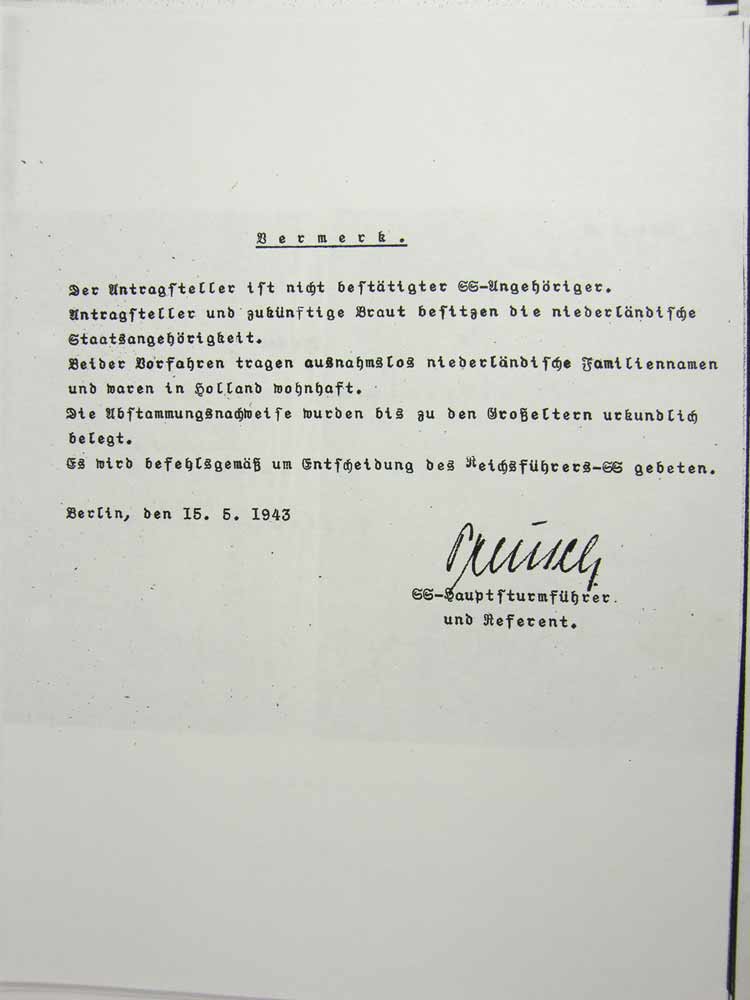 V e r m e r k .
Der Antragsteller ist nicht bestätigter SS-Angehöriger.
Antragsteller und zukünftige Braut besitzen die niederländische
Staatsangehörigkeit.
Beider Vorfahren tragen ausnahmslos niederländische Familiennamen
und waren in Holland wohnhaft.
Die Abstammungsnachweise wurden bis zu den Großeltern urkundlich
belegt.
Es wird befehlsgemäß um Entscheidung des Reichsführers-SS gebeten.
Berlin, den 15. 5. 1943
SS-Hauptsturmführer.
und Referent.